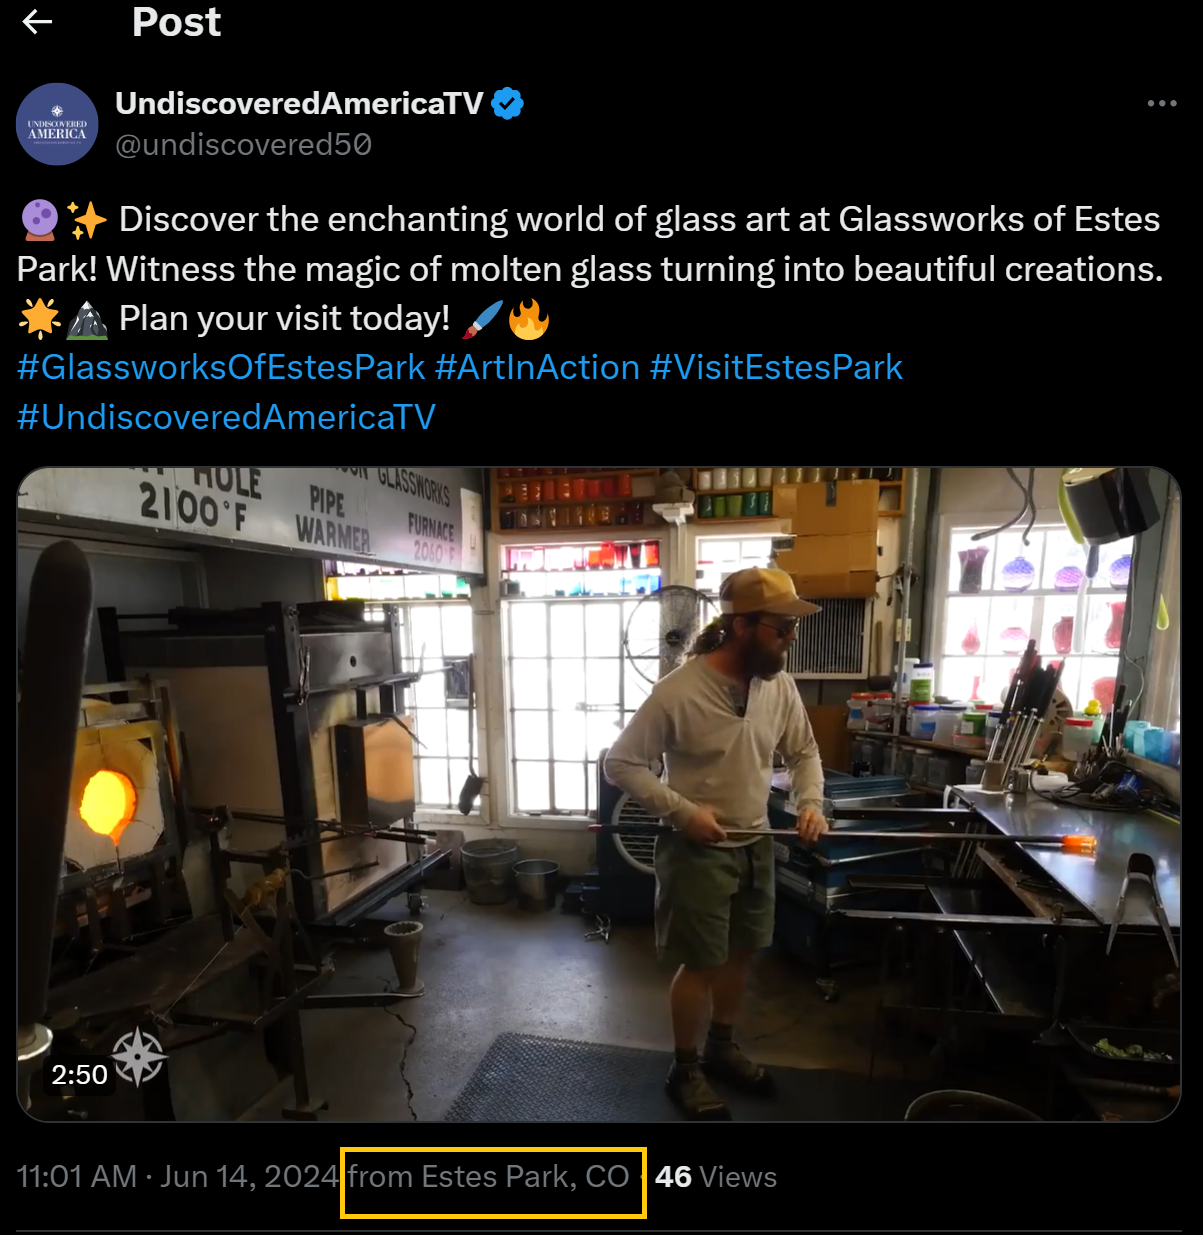 Post
UndiscoveredAmericaTV
@undiscovered50
UNDISCOVERED
AMERICA
🔮✨ Discover the enchanting world of glass art at Glassworks of Estes
Park! Witness the magic of molten glass turning into beautiful creations.
🌟🏔️ Plan your visit today! 🖌️🔥
#GlassworksOfEstesPark #ArtInAction #VisitEstesPark
#UndiscoveredAmericaTV
HOLE
2100°F
PIPE
WARMER
GLASSWORKS
FURNACE
2060°F
2:50
11:01 AM · Jun 14, 2024 from Estes Park, CO · 46 Views